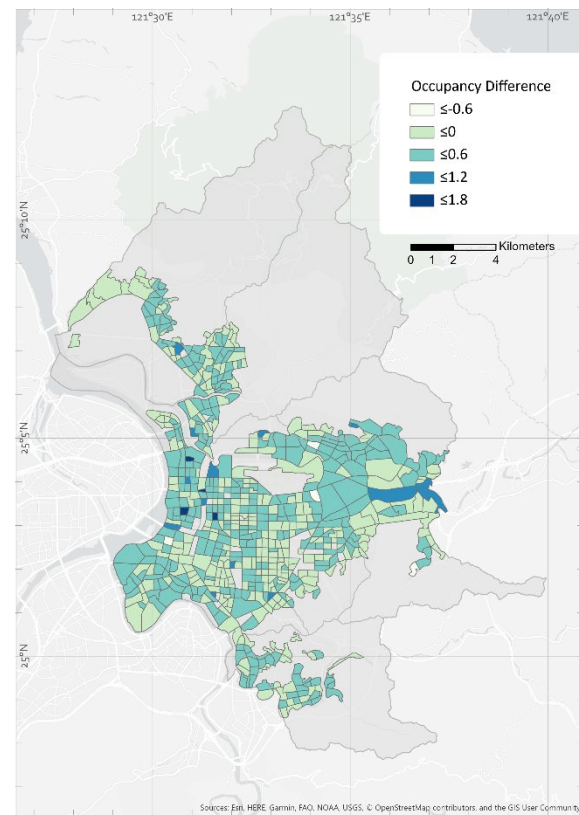 121°30'E 121°35'E 121°40'E
Occupancy Difference
≤-0.6
≤0
≤0.6
≤1.2
≤1.8
25°10'N
Kilometers
0 1 2 4
25°5'N
25°N
Sources: Esri, HERE, Garmin, FAO, NOAA, USGS, © OpenStreetMap contributors, and the GIS User Community